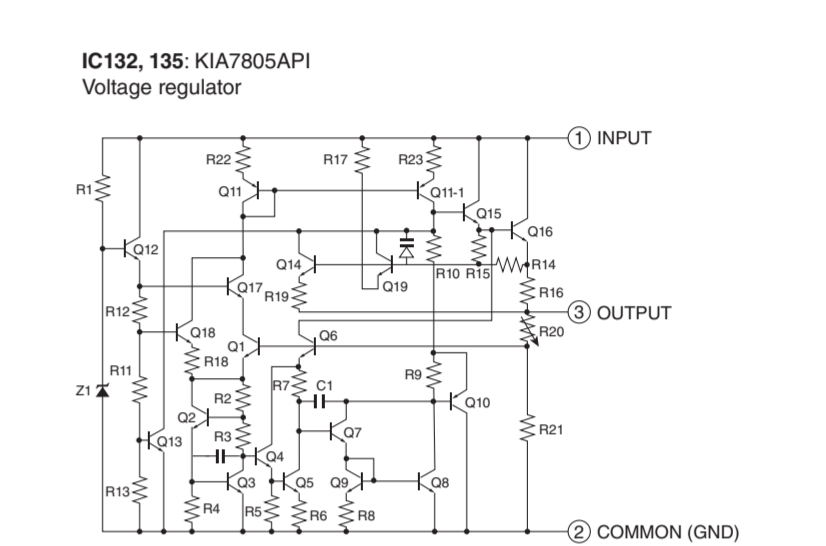 IC132, 135: KIA7805API
Voltage regulator
1 INPUT
R22
R17
R23
R1
Q11
Q11-1
Q15
Q16
Q12
Q14
Q19
R10
R15
R14
R12
Q17
R19
R16
3 OUTPUT
Q18
Q1
Q6
R20
R18
R11
Z1
R2
R7
C1
R9
Q10
Q2
R3
Q13
Q4
Q7
R21
R13
Q3
Q5
Q9
Q8
R4
R5
R6
R8
2 COMMON (GND)